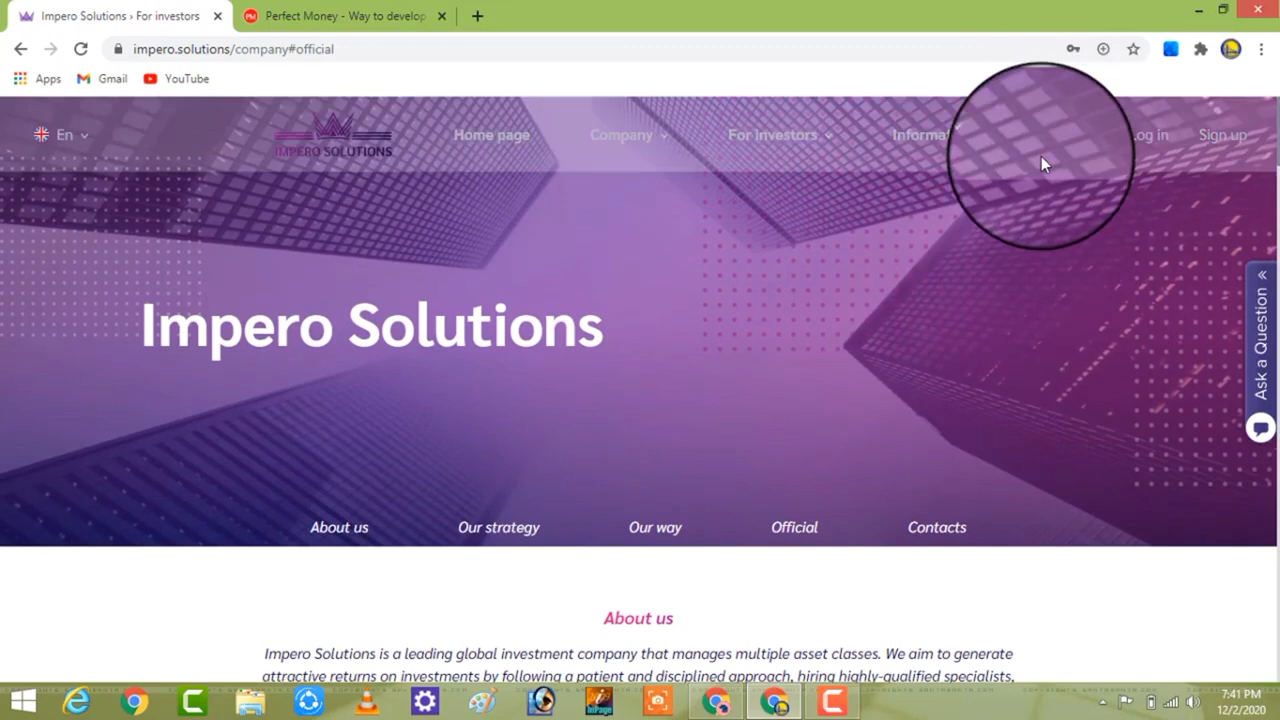 Impero Solutions › For investors
Perfect Money - Way to develop
impero.solutions/company#official
Apps
Gmail
YouTube
En
IMPERO SOLUTIONS
Home page
Company
For investors
Informat
og in
Sign up
Impero Solutions
Ask a Question
About us
Our strategy
Our way
Official
Contacts
About us
Impero Solutions is a leading global investment company that manages multiple asset classes. We aim to generate
attractive returns on investments by following a patient and disciplined approach, hiring highly-qualified specialists,
7:41 PM
12/2/2020